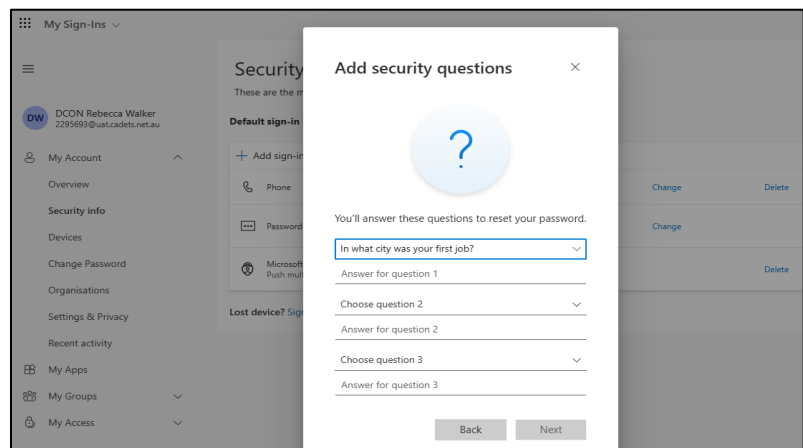 My Sign-Ins
DW
DCON Rebecca Walker
2295693@uat.cadets.net.au
My Account
Overview
Security info
Devices
Change Password
Organisations
Settings & Privacy
Recent activity
My Apps
My Groups
My Access
Security
These are the m
Default sign-in
Add sign-in
Phone
Change
Delete
Password
Change
Microsoft
Push mult
Delete
Lost device? Sign
Add security questions
?
You'll answer these questions to reset your password.
In what city was your first job?
Answer for question 1
Choose question 2
Answer for question 2
Choose question 3
Answer for question 3
Back
Next